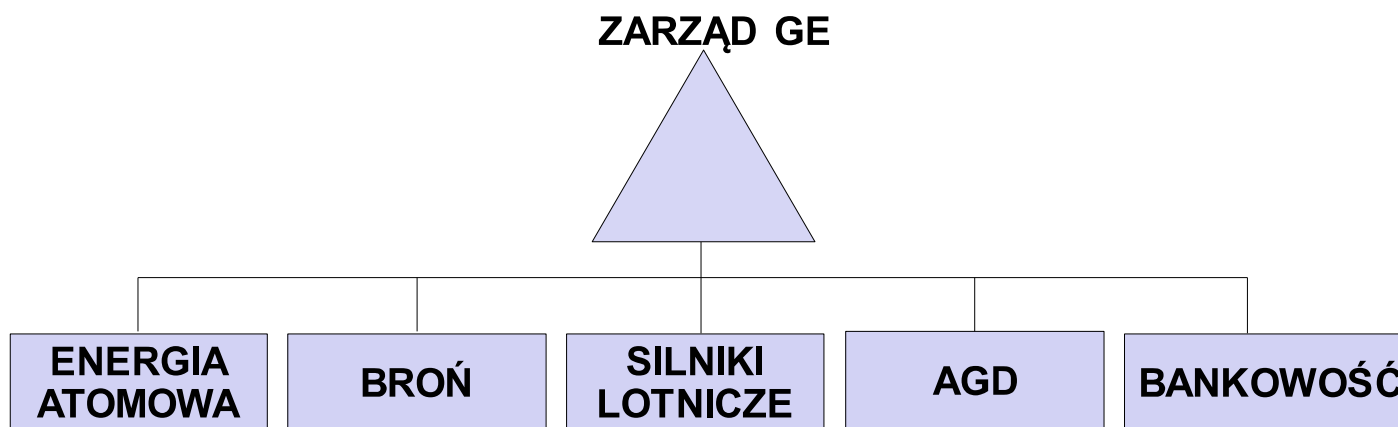 ZARZĄD GE
ENERGIA
ATOMOWA
BROŃ
SILNIKI
LOTNICZE
AGD
BANKOWOŚĆ